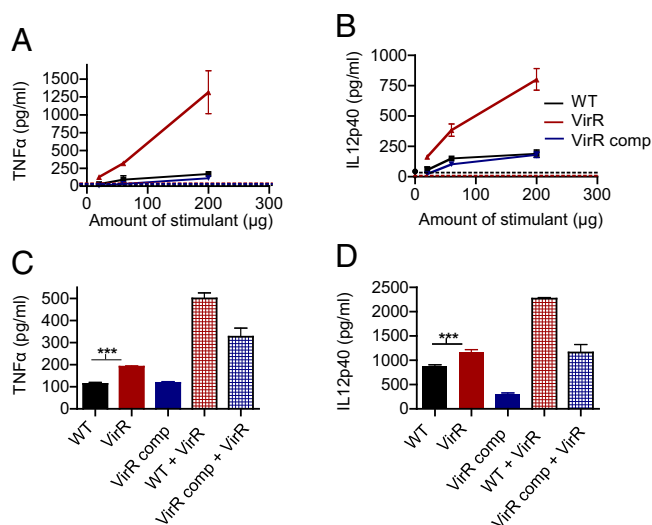 A
TNFα (pg/ml)
1500
1250
1000
750
500
250
0
0 100 200 300
Amount of stimulant (µg)
B
IL12p40 (pg/ml)
1000
750
500
250
0
0 100 200 300
Amount of stimulant (µg)
WT
VirR
VirR comp
C
TNFα (pg/ml)
500
400
300
200
100
0
***
WT
VirR
VirR comp
WT + VirR
VirR comp + VirR
D
IL12p40 (pg/ml)
2500
2000
1500
1000
500
0
***
WT
VirR
VirR comp
WT + VirR
VirR comp + VirR